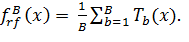 f_{rf}^{B}(x) = \frac{1}{B} \sum_{b=1}^{B} T_b(x).